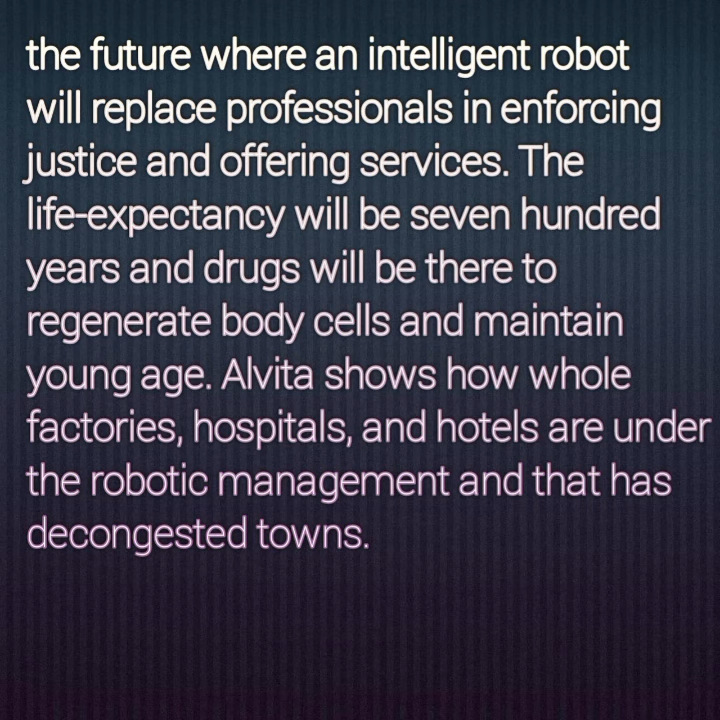 the future where an intelligent robot
will replace professionals in enforcing
justice and offering services. The
life-expectancy will be seven hundred
years and drugs will be there to
regenerate body cells and maintain
young age. Alvita shows how whole
factories, hospitals, and hotels are under
the robotic management and that has
decongested towns.